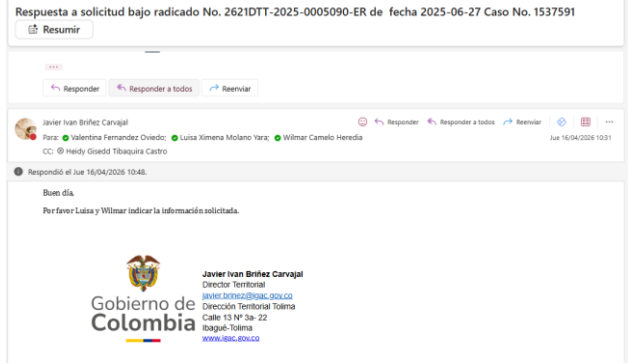 Respuesta a solicitud bajo radicado No. 2621DTT-2025-0005090-ER de fecha 2025-06-27 Caso No. 1537591
Resumir
Responder Responder a todos Reenviar
Javier Ivan Briñez Carvajal Responder Responder a todos Reenviar
Para: Valentina Fernandez Oviedo; Luisa Ximena Molano Yara; Wilmar Camelo Heredia Jue 16/04/2026 10:31
CC: Heidy Gisedd Tibaquira Castro
Respondió el Jue 16/04/2026 10:48.
Buen día,
Por favor Luisa y Wilmar indicar la información solicitada.
Gobierno de
Colombia
Javier Ivan Briñez Carvajal
Director Territorial
javier.brinez@igac.gov.co
Dirección Territorial Tolima
Calle 13 Nº 3a- 22
Ibagué-Tolima
www.igac.gov.co